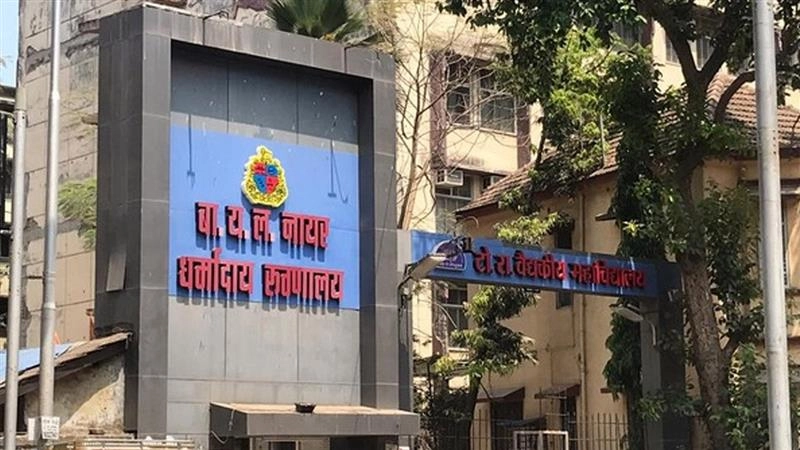 बा. य. ल. नायर
धर्मादाय रुग्णालय
टो. रा. वैद्यकीय महाविद्यालय